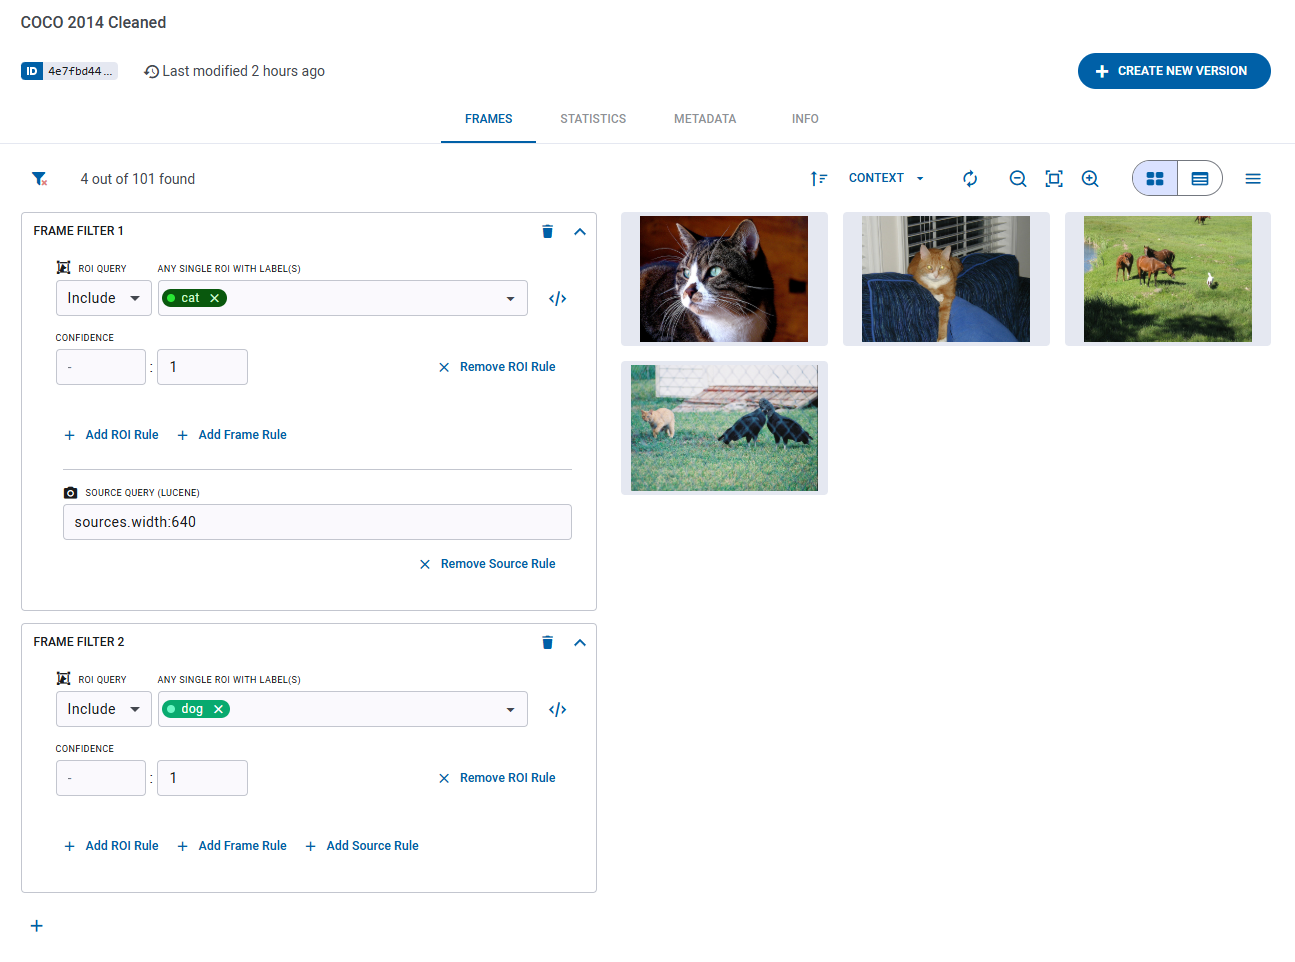 COCO 2014 Cleaned
ID 4e7fbd44 ...
Last modified 2 hours ago
CREATE NEW VERSION
FRAMES
STATISTICS
METADATA
INFO
4 out of 101 found
CONTEXT
FRAME FILTER 1
ROI QUERY
ANY SINGLE ROI WITH LABEL(S)
Include
cat
CONFIDENCE
- : 1
Remove ROI Rule
Add ROI Rule
Add Frame Rule
SOURCE QUERY (LUCENE)
sources.width:640
Remove Source Rule
FRAME FILTER 2
ROI QUERY
ANY SINGLE ROI WITH LABEL(S)
Include
dog
CONFIDENCE
- : 1
Remove ROI Rule
Add ROI Rule
Add Frame Rule
Add Source Rule